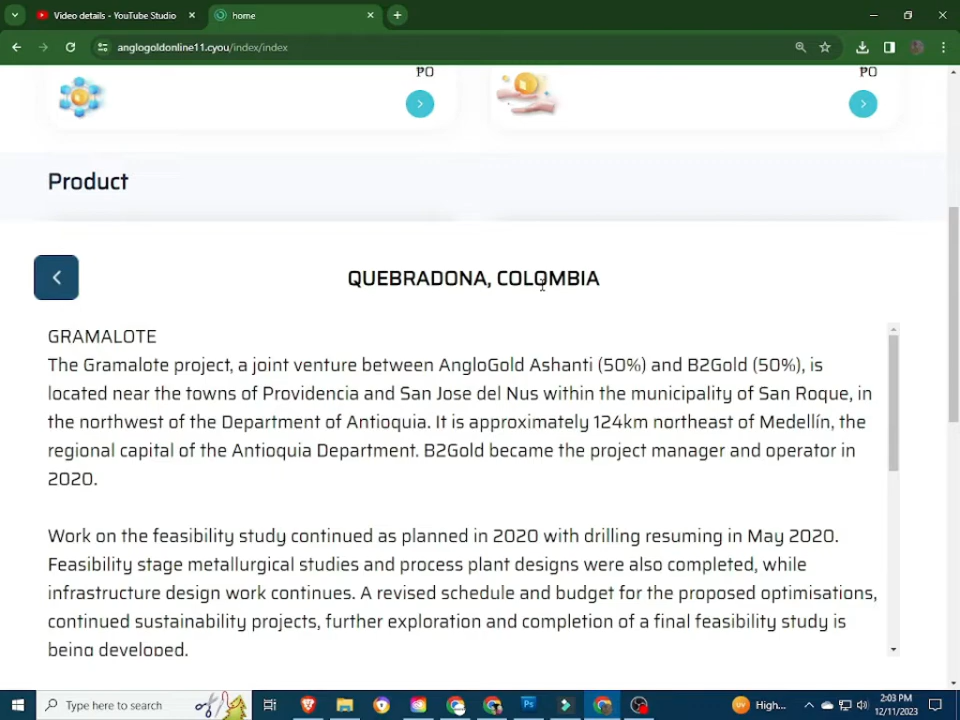 Video details - YouTube Studio
home
anglogoldonline11.cyou/index/index
₱0
₱0
Product
QUEBRADONA, COLOMBIA
GRAMALOTE
The Gramalote project, a joint venture between AngloGold Ashanti (50%) and B2Gold (50%), is
located near the towns of Providencia and San Jose del Nus within the municipality of San Roque, in
the northwest of the Department of Antioquia. It is approximately 124km northeast of Medellín, the
regional capital of the Antioquia Department. B2Gold became the project manager and operator in
2020.
Work on the feasibility study continued as planned in 2020 with drilling resuming in May 2020.
Feasibility stage metallurgical studies and process plant designs were also completed, while
infrastructure design work continues. A revised schedule and budget for the proposed optimisations,
continued sustainability projects, further exploration and completion of a final feasibility study is
being developed.
Type here to search
Ps
UV
High...
2:03 PM
12/11/2023